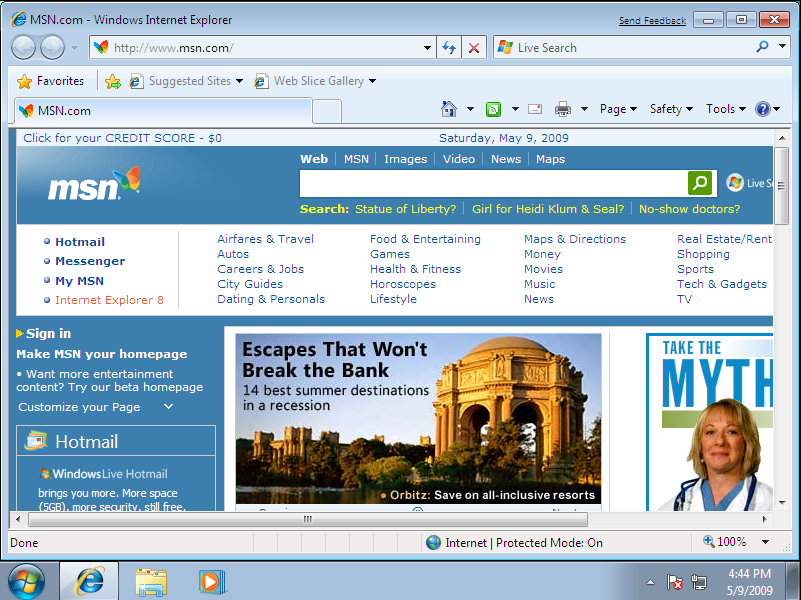 MSN.com - Windows Internet Explorer
Send Feedback
http://www.msn.com/
Live Search
Favorites
Suggested Sites
Web Slice Gallery
MSN.com
Page
Safety
Tools
Click for your CREDIT SCORE - $0
Saturday, May 9, 2009
msn
Web
MSN
Images
Video
News
Maps
Live Se
Search: Statue of Liberty?
Girl for Heidi Klum & Seal?
No-show doctors?
Hotmail
Messenger
My MSN
Internet Explorer 8
Airfares & Travel
Autos
Careers & Jobs
City Guides
Dating & Personals
Food & Entertaining
Games
Health & Fitness
Horoscopes
Lifestyle
Maps & Directions
Money
Movies
Music
News
Real Estate/Rent
Shopping
Sports
Tech & Gadgets
TV
Sign in
Make MSN your homepage
• Want more entertainment
content? Try our beta homepage
Customize your Page
Hotmail
WindowsLive Hotmail
brings you more. More space
(5GB), more security, still free.
Escapes That Won't
Break the Bank
14 best summer destinations
in a recession
• Orbitz: Save on all-inclusive resorts
TAKE THE
MYTH
Done
Internet | Protected Mode: On
100%
4:44 PM
5/9/2009